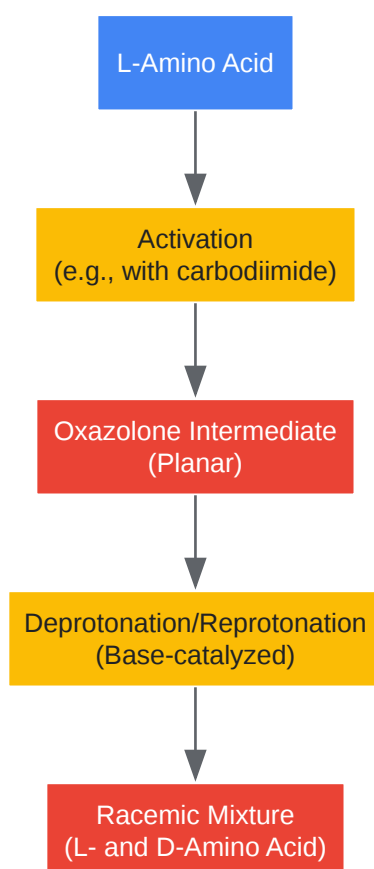 L-Amino Acid
Activation
(e.g., with carbodiimide)
Oxazolone Intermediate
(Planar)
Deprotonation/Reprotonation
(Base-catalyzed)
Racemic Mixture
(L- and D-Amino Acid)